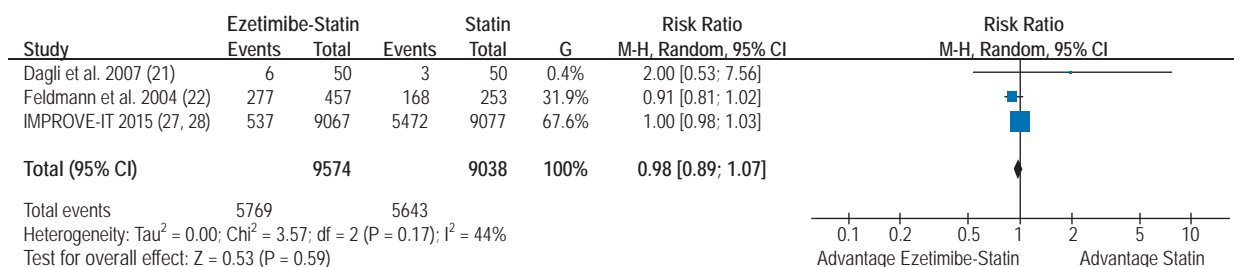 Ezetimibe-Statin Statin Risk Ratio Risk Ratio
Study Events Total Events Total G M-H, Random, 95% CI M-H, Random, 95% CI
Dagli et al. 2007 (21) 6 50 3 50 0.4% 2.00 [0.53; 7.56]
Feldmann et al. 2004 (22) 277 457 168 253 31.9% 0.91 [0.81; 1.02]
IMPROVE-IT 2015 (27, 28) 537 9067 5472 9077 67.6% 1.00 [0.98; 1.03]
Total (95% CI) 9574 9038 100% 0.98 [0.89; 1.07]
Total events 5769 5643
Heterogeneity: Tau² = 0.00; Chi² = 3.57; df = 2 (P = 0.17); I² = 44%
Test for overall effect: Z = 0.53 (P = 0.59)
0.1 0.2 0.5 1 2 5 10
Advantage Ezetimibe-Statin Advantage Statin